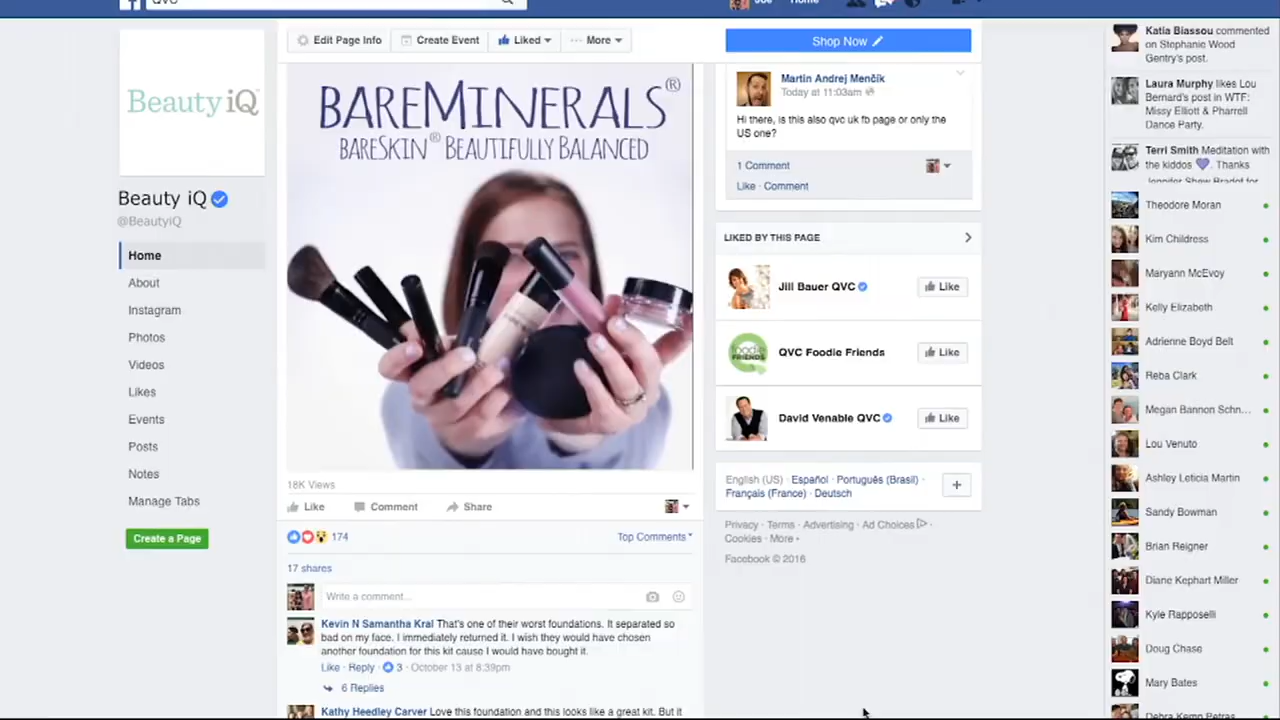 qvc
Joe Home
Edit Page Info Create Event Liked More Shop Now
Beauty iQ
Beauty iQ
@BeautyiQ
Home
About
Instagram
Photos
Videos
Likes
Events
Posts
Notes
Manage Tabs
Create a Page
BAREMINERALS®
BARESKIN® BEAUTIFULLY BALANCED
18K Views
Like Comment Share
174 Top Comments
17 shares
Write a comment...
Kevin N Samantha Kral That's one of their worst foundations. It separated so
bad on my face. I immediately returned it. I wish they would have chosen
another foundation for this kit cause I would have bought it.
Like · Reply · 3 · October 13 at 8:39pm
6 Replies
Kathy Heedley Carver Love this foundation and this looks like a great kit. But it
Martin Andrej Menčík
Today at 11:03am
Hi there, is this also qvc uk fb page or only the
US one?
1 Comment
Like · Comment
LIKED BY THIS PAGE
Jill Bauer QVC Like
foodie FRIENDS
QVC Foodie Friends Like
David Venable QVC Like
English (US) · Español · Português (Brasil) ·
Français (France) · Deutsch
Privacy · Terms · Advertising · Ad Choices ·
Cookies · More
Facebook © 2016
Katia Biassou commented
on Stephanie Wood
Gentry's post.
Laura Murphy likes Lou
Bernard's post in WTF:
Missy Elliott & Pharrell
Dance Party.
Terri Smith Meditation with
the kiddos 💜. Thanks
Theodore Moran
Kim Childress
Maryann McEvoy
Kelly Elizabeth
Adrienne Boyd Belt
Reba Clark
Megan Bannon Schn...
Lou Venuto
Ashley Leticia Martin
Sandy Bowman
Brian Reigner
Diane Kephart Miller
Kyle Rapposelli
Doug Chase
Mary Bates
Debra Kemp Petras